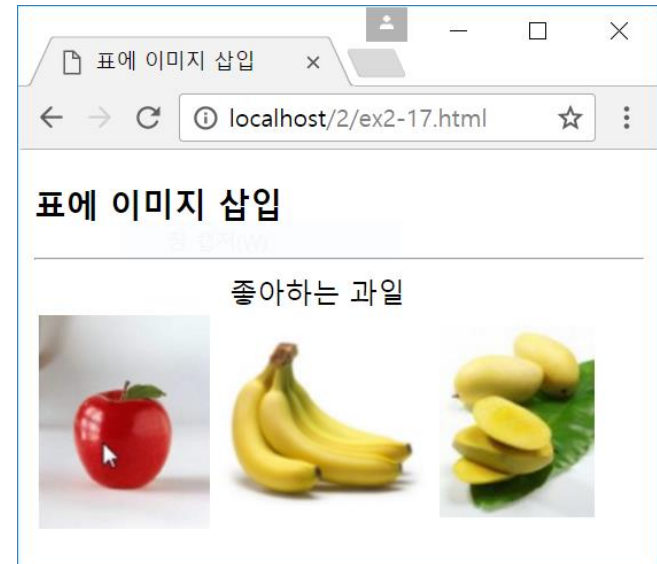 표에 이미지 삽입
localhost/2/ex2-17.html
표에 이미지 삽입
좋아하는 과일